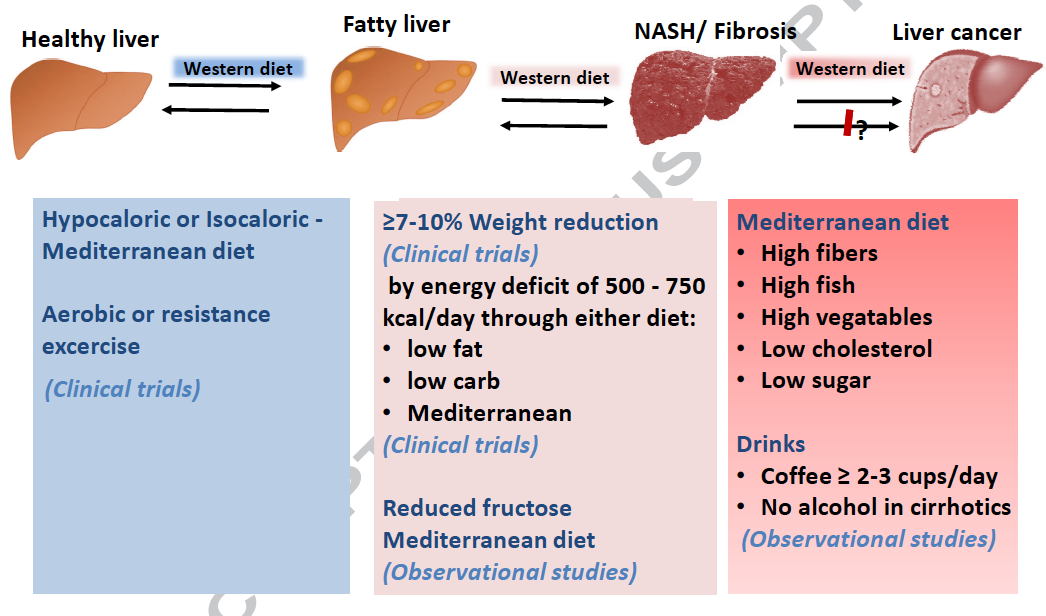 Healthy liver
Fatty liver
NASH/ Fibrosis
Liver cancer
Western diet
Western diet
Western diet
?
Hypocaloric or Isocaloric -
Mediterranean diet
Aerobic or resistance
excercise
(Clinical trials)
≥7-10% Weight reduction
(Clinical trials)
by energy deficit of 500 - 750
kcal/day through either diet:
• low fat
• low carb
• Mediterranean
(Clinical trials)
Reduced fructose
Mediterranean diet
(Observational studies)
Mediterranean diet
• High fibers
• High fish
• High vegatables
• Low cholesterol
• Low sugar
Drinks
• Coffee ≥ 2-3 cups/day
• No alcohol in cirrhotics
(Observational studies)